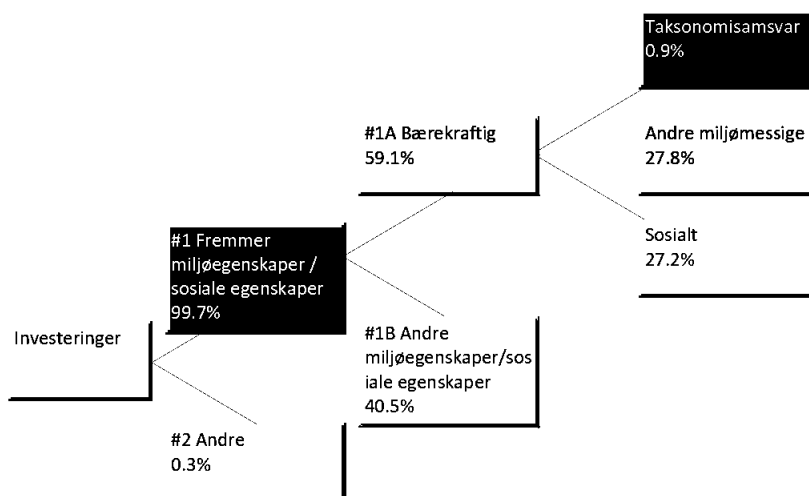 Taksonomisamsvar
0.9%
#1A Bærekraftig
59.1%
Andre miljømessige
27.8%
#1 Fremmer
miljøegenskaper /
sosiale egenskaper
99.7%
Sosialt
27.2%
Investeringer
#1B Andre
miljøegenskaper/sos
iale egenskaper
40.5%
#2 Andre
0.3%